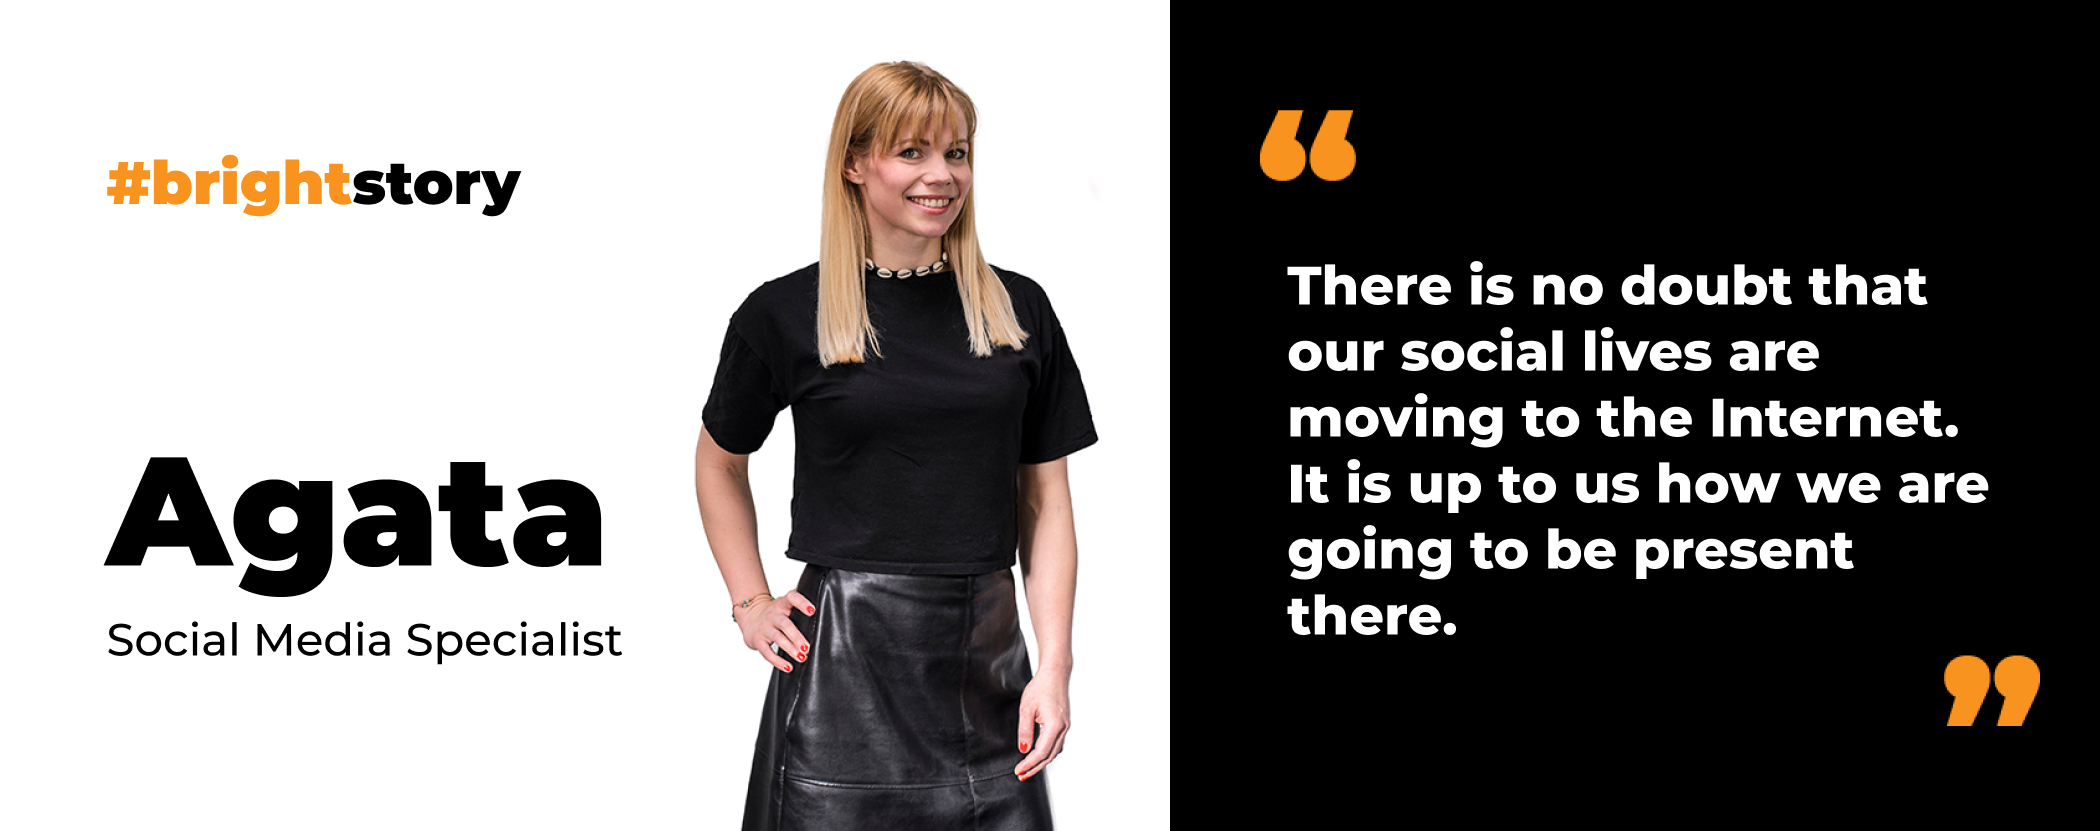 #brightstory
Agata
Social Media Specialist
“
There is no doubt that
our social lives are
moving to the Internet.
It is up to us how we are
going to be present
there.
”